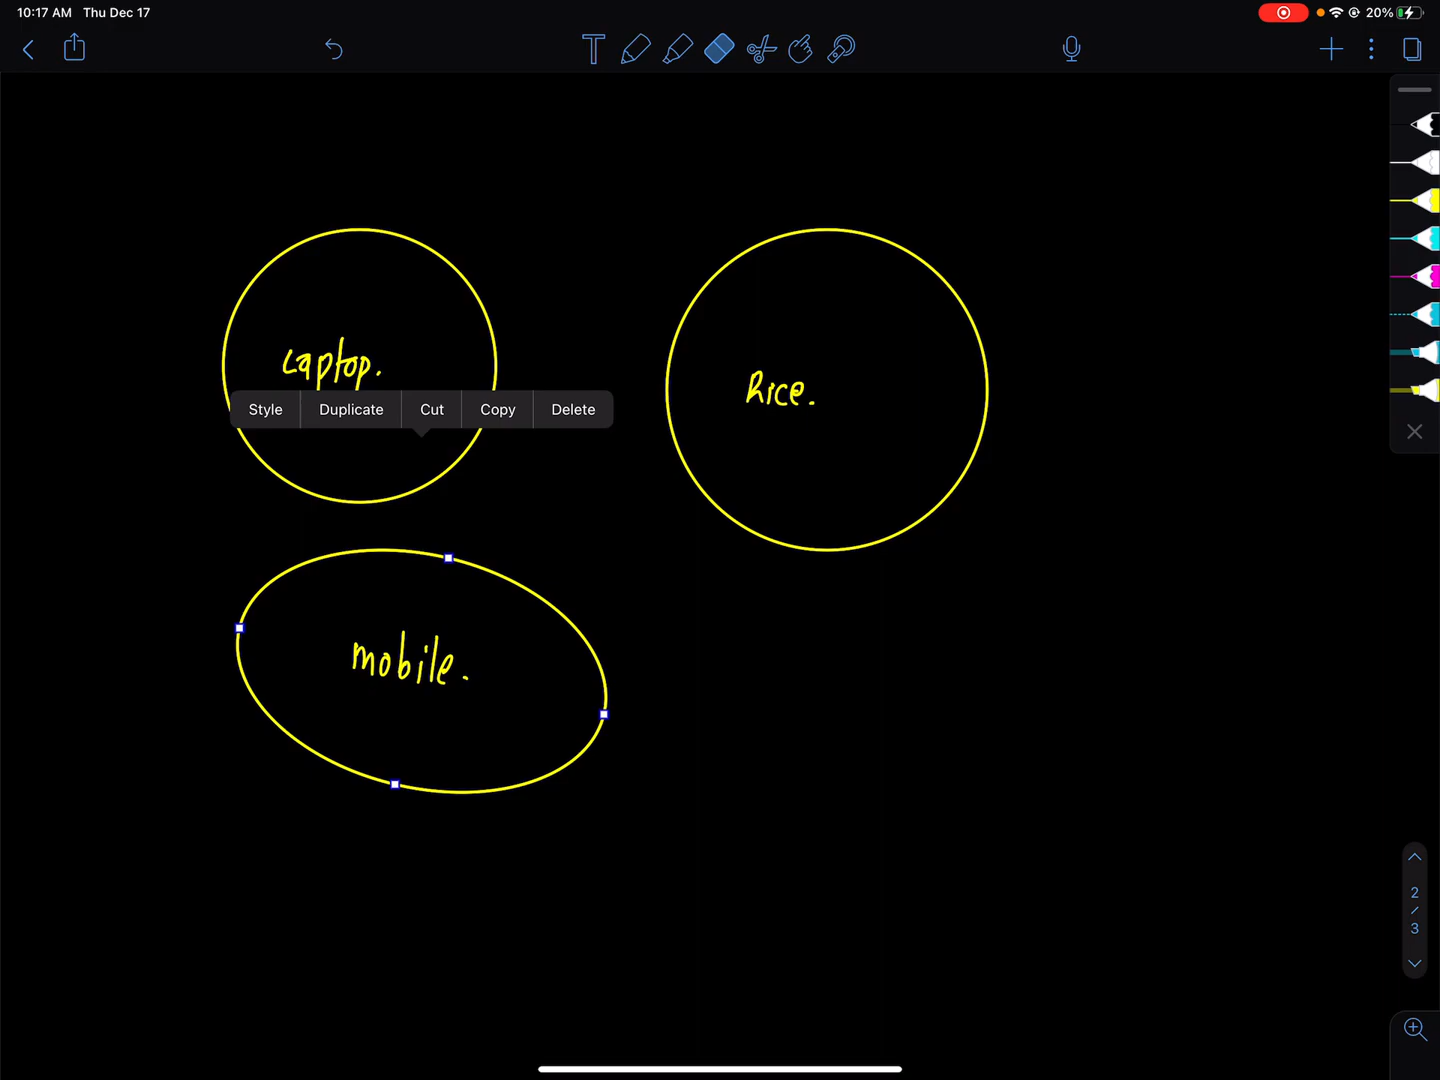 10:17 AM Thu Dec 17
20%
Laptop.
Rice.
Style Duplicate Cut Copy Delete
mobile.
2
/
3